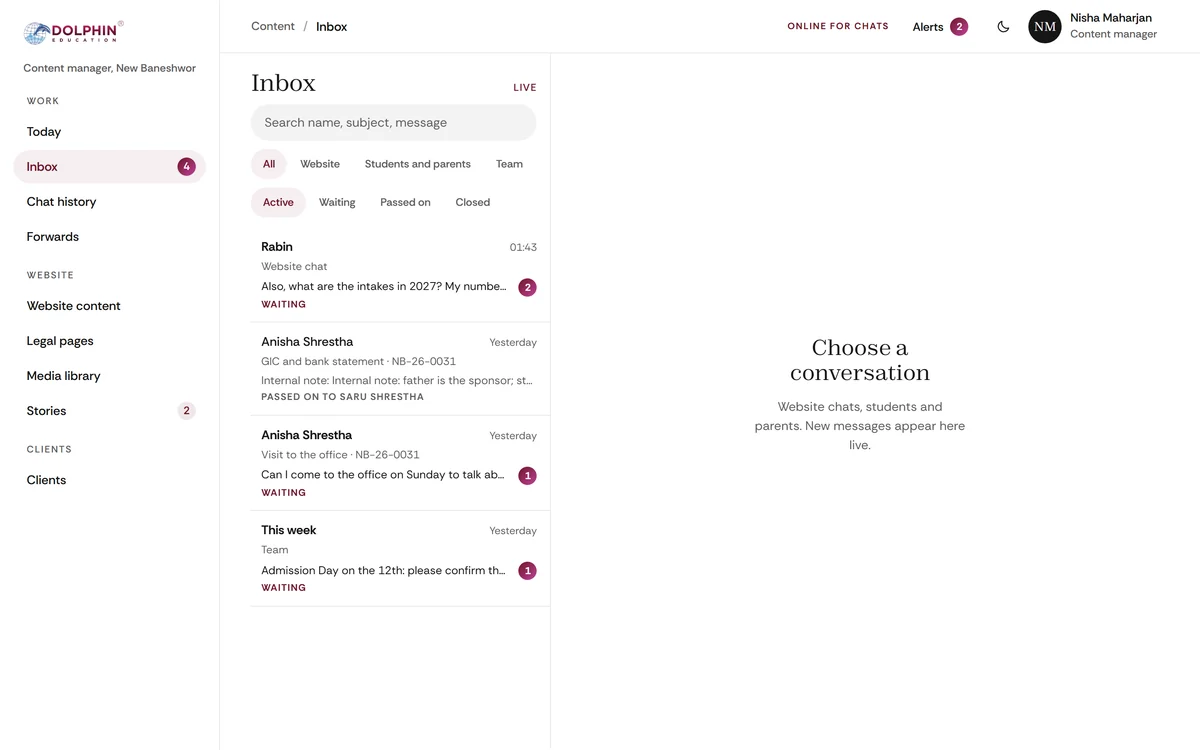 DOLPHIN®
EDUCATION
Content manager, New Baneshwor
WORK
Today
Inbox 4
Chat history
Forwards
WEBSITE
Website content
Legal pages
Media library
Stories 2
CLIENTS
Clients
Content / Inbox
ONLINE FOR CHATS
Alerts 2
NM
Nisha Maharjan
Content manager
Inbox
LIVE
Search name, subject, message
All Website Students and parents Team
Active Waiting Passed on Closed
Rabin 01:43
Website chat
Also, what are the intakes in 2027? My numbe... 2
WAITING
Anisha Shrestha Yesterday
GIC and bank statement · NB-26-0031
Internal note: Internal note: father is the sponsor; st...
PASSED ON TO SARU SHRESTHA
Anisha Shrestha Yesterday
Visit to the office · NB-26-0031
Can I come to the office on Sunday to talk ab... 1
WAITING
This week Yesterday
Team
Admission Day on the 12th: please confirm th... 1
WAITING
Choose a
conversation
Website chats, students and
parents. New messages appear here
live.